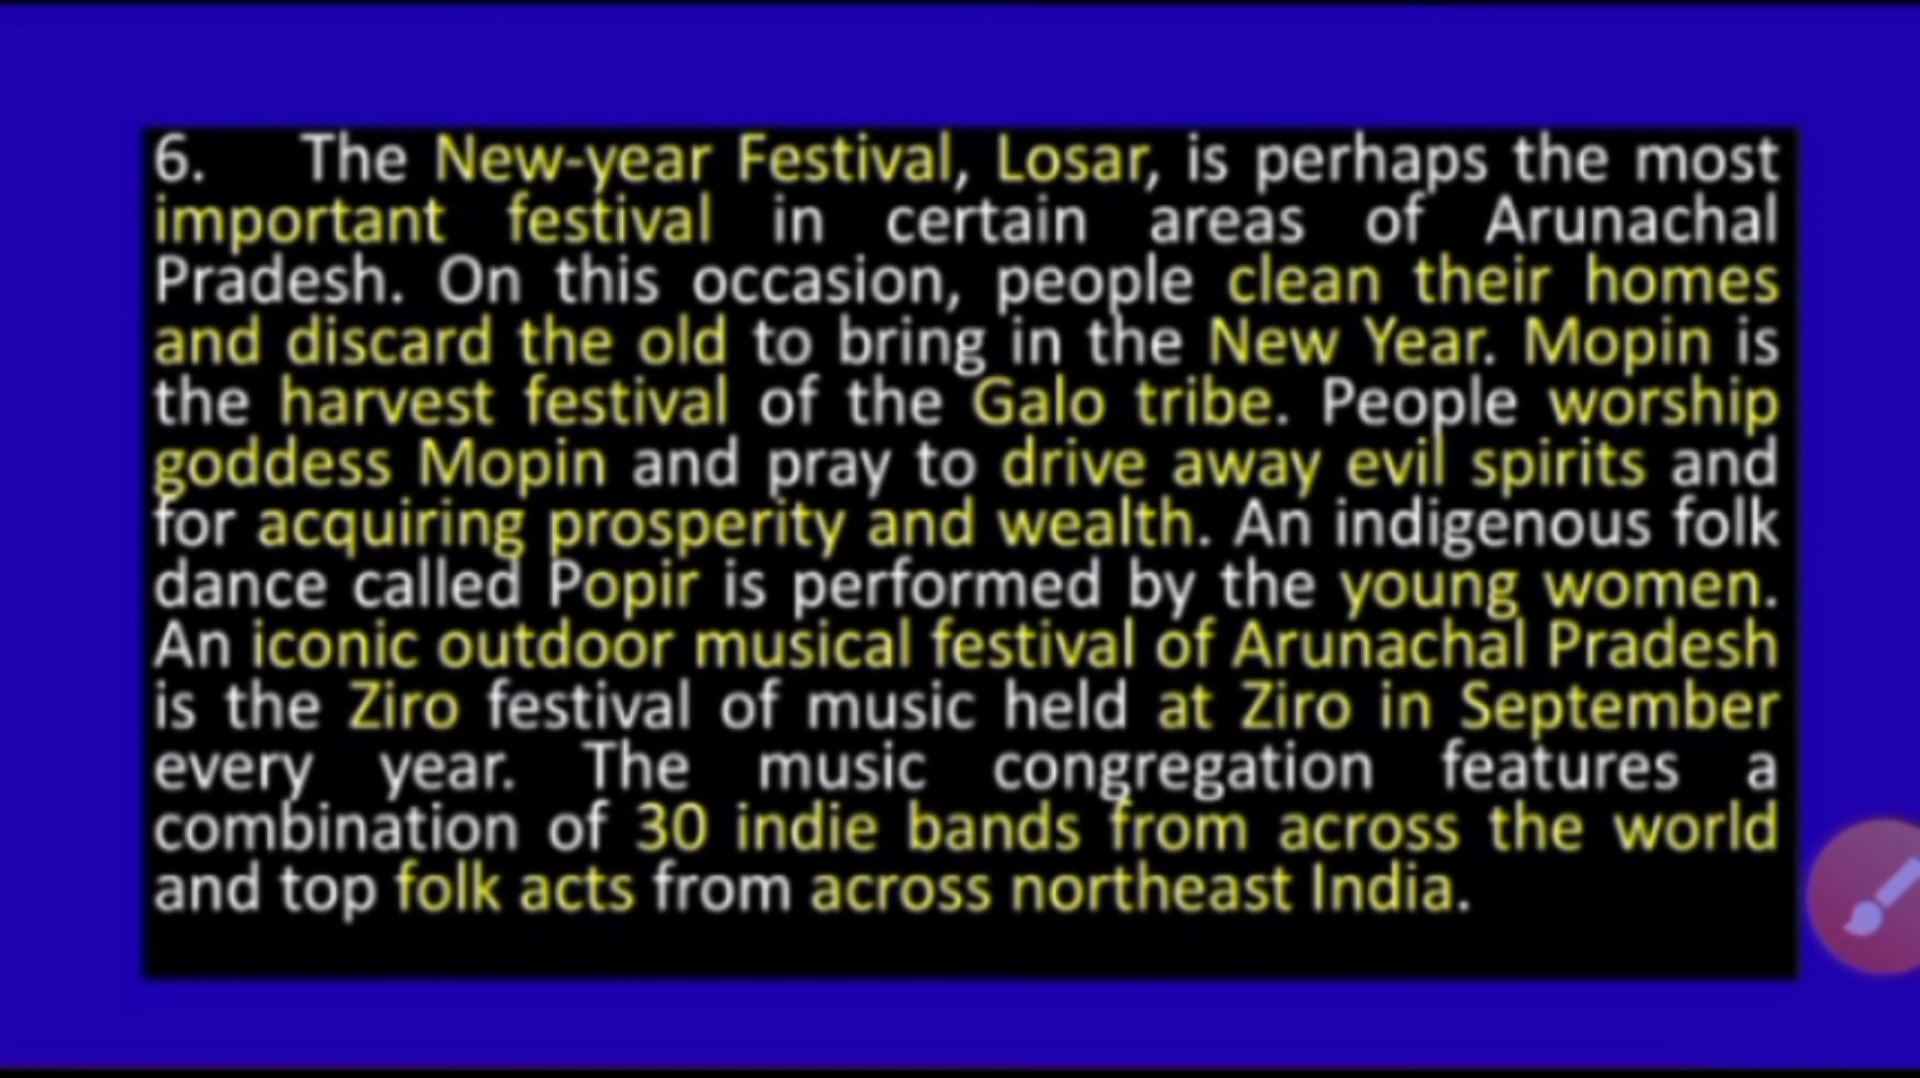 6. The New-year Festival, Losar, is perhaps the most
important festival in certain areas of Arunachal
Pradesh. On this occasion, people clean their homes
and discard the old to bring in the New Year. Mopin is
the harvest festival of the Galo tribe. People worship
goddess Mopin and pray to drive away evil spirits and
for acquiring prosperity and wealth. An indigenous folk
dance called Popir is performed by the young women.
An iconic outdoor musical festival of Arunachal Pradesh
is the Ziro festival of music held at Ziro in September
every year. The music congregation features a
combination of 30 indie bands from across the world
and top folk acts from across northeast India.